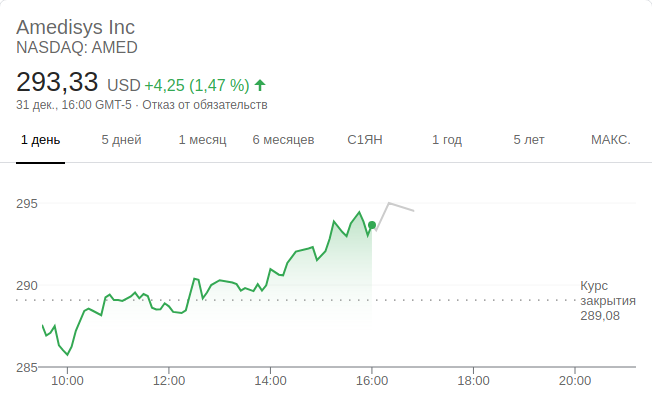 Amedisys Inc
NASDAQ: AMED
293,33 USD +4,25 (1,47 %)
31 дек., 16:00 GMT-5 · Отказ от обязательств
1 день 5 дней 1 месяц 6 месяцев С1ЯН 1 год 5 лет МАКС.
295
290
Курс
закрытия
289,08
285
10:00 12:00 14:00 16:00 18:00 20:00